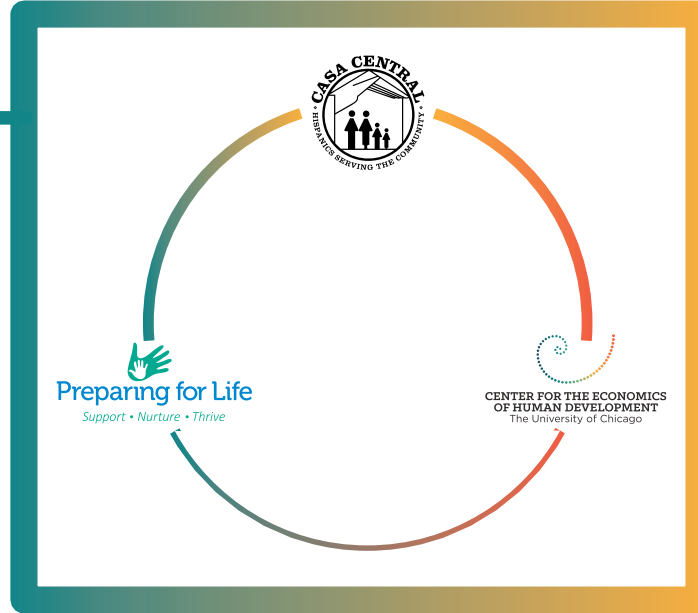 CASA CENTRAL
HISPANICS SERVING THE COMMUNITY
Preparing for Life
Support • Nurture • Thrive
CENTER FOR THE ECONOMICS
OF HUMAN DEVELOPMENT
The University of Chicago